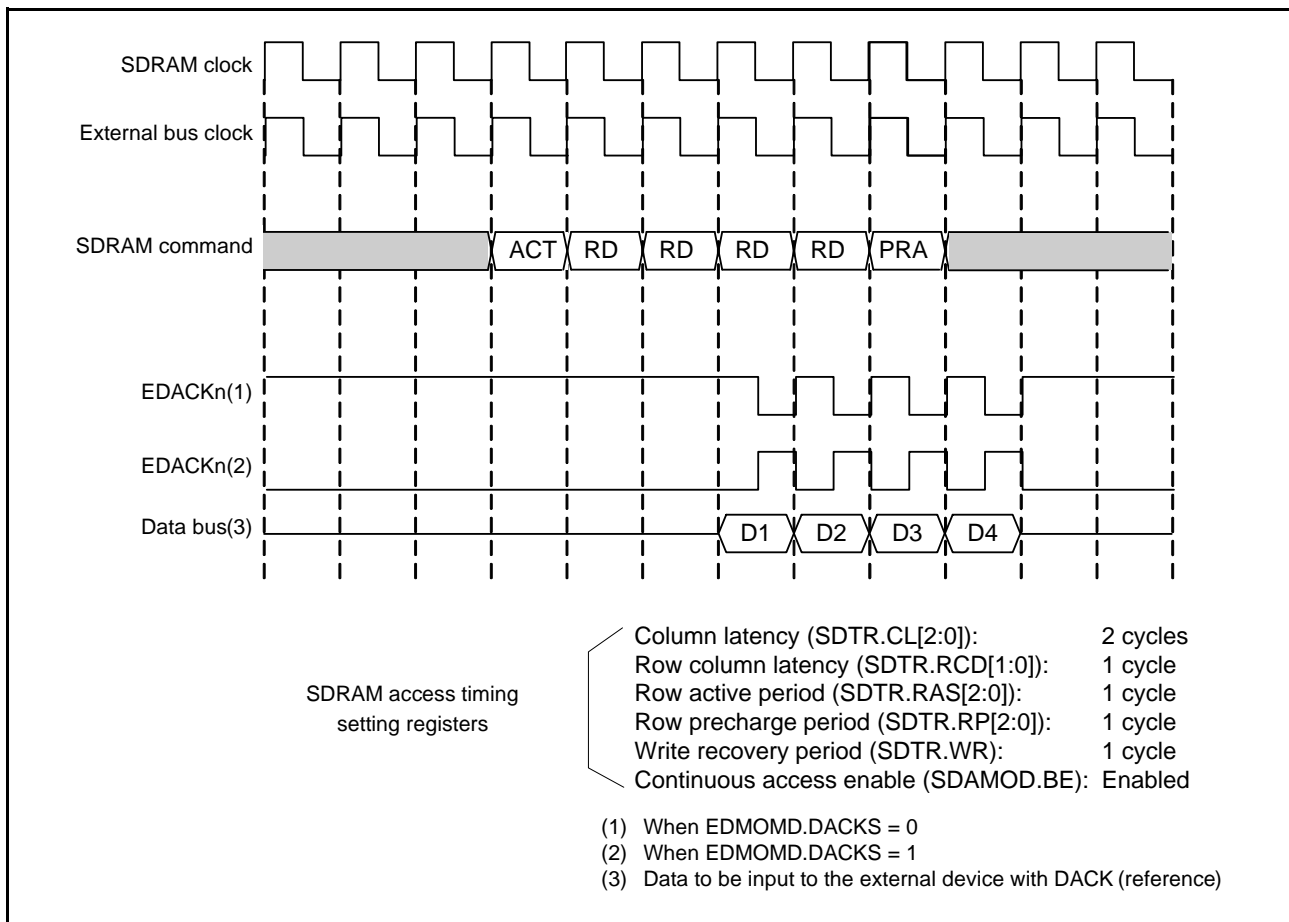 SDRAM clock
External bus clock
SDRAM command
ACT RD RD RD RD PRA
EDACKn(1)
EDACKn(2)
Data bus(3)
D1 D2 D3 D4
SDRAM access timing
setting registers
Column latency (SDTR.CL[2:0]): 2 cycles
Row column latency (SDTR.RCD[1:0]): 1 cycle
Row active period (SDTR.RAS[2:0]): 1 cycle
Row precharge period (SDTR.RP[2:0]): 1 cycle
Write recovery period (SDTR.WR): 1 cycle
Continuous access enable (SDAMOD.BE): Enabled
(1) When EDMOMD.DACKS = 0
(2) When EDMOMD.DACKS = 1
(3) Data to be input to the external device with DACK (reference)